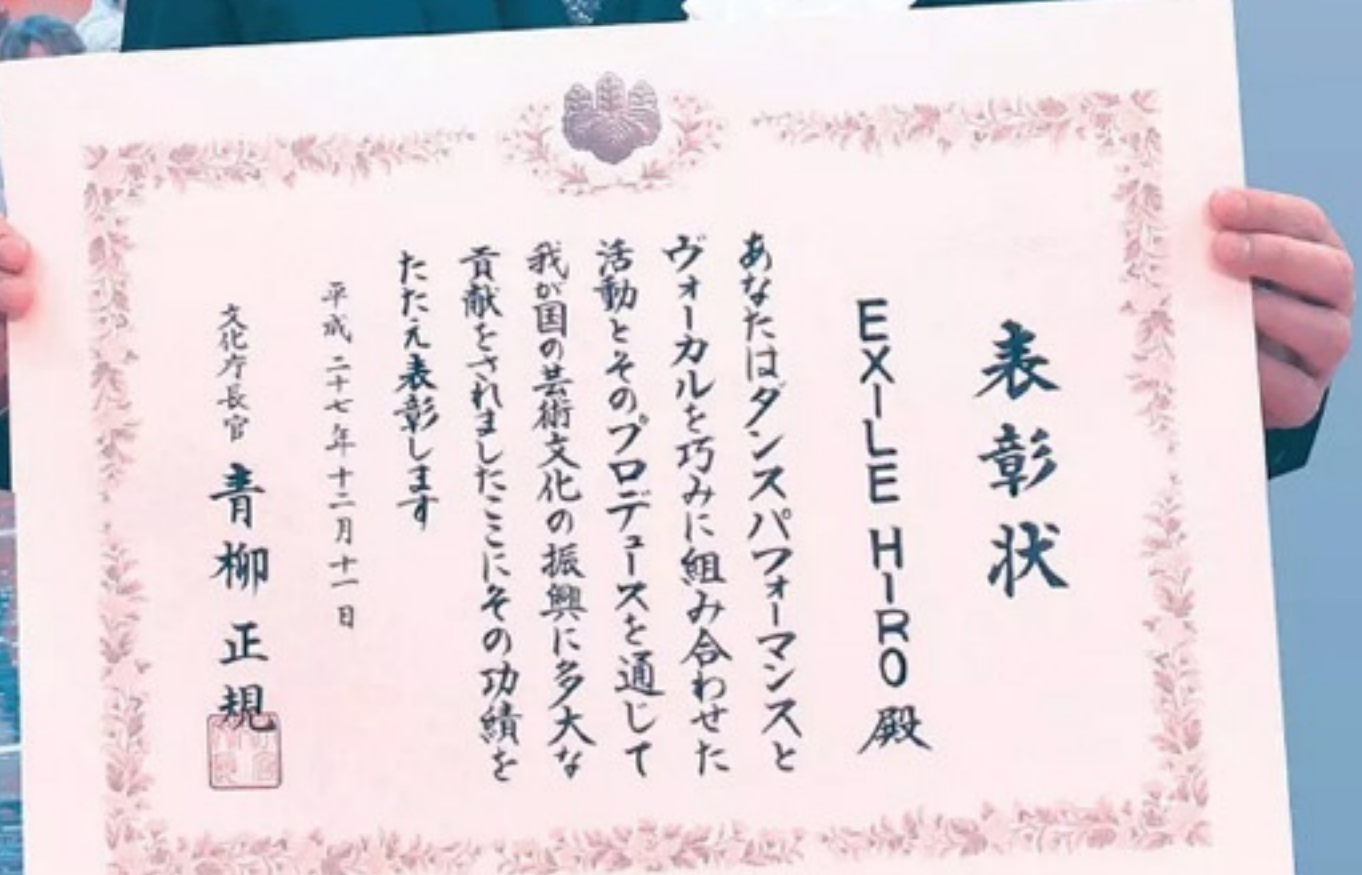 表彰状
EXILE HIRO 殿
あなたはダンスパフォーマンスと
ヴォーカルを巧みに組み合わせた
活動とそのプロデュースを通じて
我が国の芸術文化の振興に多大な
貢献をされましたここにその功績を
たたえ表彰します
平成二十七年十二月十一日
文化庁長官 青柳正規